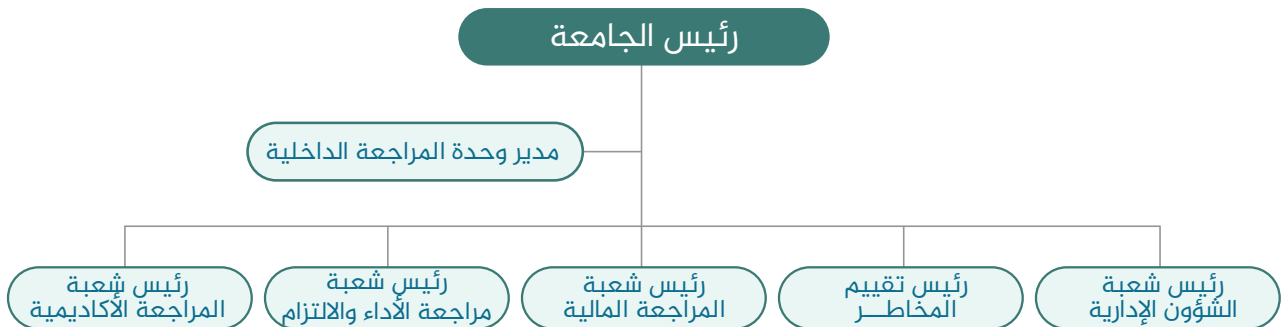 رئيس الجامعة
مدير وحدة المراجعة الداخلية
رئيس شعبة
الشؤون الإدارية
رئيس تقييم
المخاطـــر
رئيس شعبة
المراجعة المالية
رئيس شعبة
مراجعة الأداء والالتزام
رئيس شعبة
المراجعة الأكاديمية